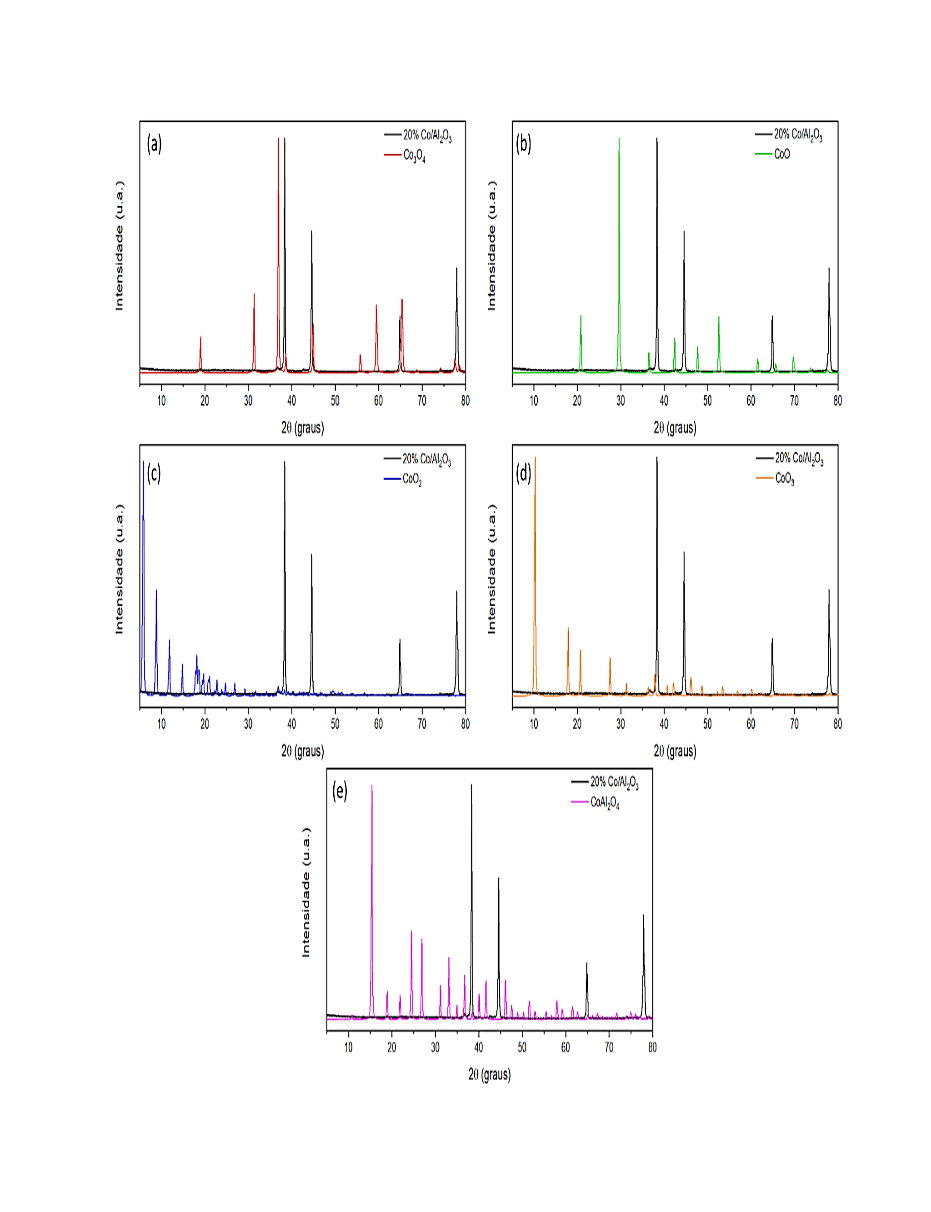 (a)
20% Co/Al2O3
Co3O4
Intensidade (u.a.)
10 20 30 40 50 60 70 80
2θ (graus)
(b)
20% Co/Al2O3
CoO
Intensidade (u.a.)
10 20 30 40 50 60 70 80
2θ (graus)
(c)
20% Co/Al2O3
CoO2
Intensidade (u.a.)
10 20 30 40 50 60 70 80
2θ (graus)
(d)
20% Co/Al2O3
CoO3
Intensidade (u.a.)
10 20 30 40 50 60 70 80
2θ (graus)
(e)
20% Co/Al2O3
CoAl2O4
Intensidade (u.a.)
10 20 30 40 50 60 70 80
2θ (graus)